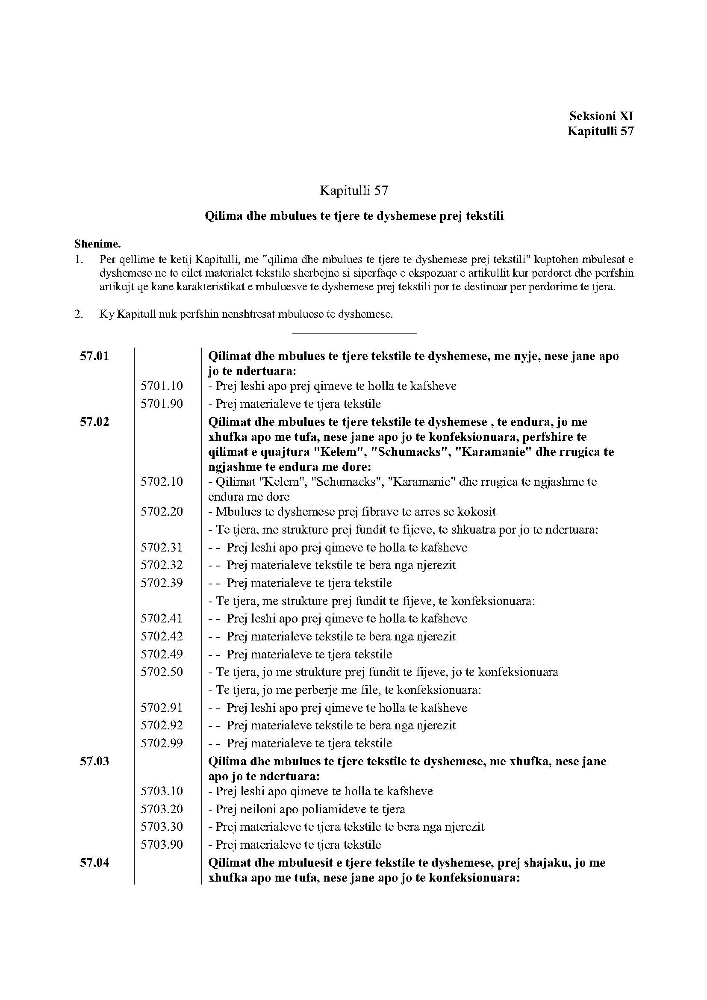 Seksioni XI
Kapitulli 57
Kapitulli 57
Qilima dhe mbulues te tjere te dyshemese prej tekstili
Shenime.
1. Per qellime te ketij Kapitulli, me "qilima dhe mbulues te tjere te dyshemese prej tekstili" kuptohen mbulesat e
dyshemese ne te cilet materialet tekstile sherbejne si siperfaqe e ekspozuar e artikullit kur perdoret dhe perfshin
artikujt qe kane karakteristikat e mbuluesve te dyshemese prej tekstili por te destinuar per perdorime te tjera.
2. Ky Kapitull nuk perfshin nenshtresat mbuluese te dyshemese.
57.01 Qilimat dhe mbulues te tjere tekstile te dyshemese, me nyje, nese jane apo
jo te ndertuara:
5701.10 - Prej leshi apo prej qimeve te holla te kafsheve
5701.90 - Prej materialeve te tjera tekstile
57.02 Qilimat dhe mbulues te tjere tekstile te dyshemese , te endura, jo me
xhufka apo me tufa, nese jane apo jo te konfeksionuara, perfshire te
qilimat e quajtura "Kelem", "Schumacks", "Karamanie" dhe rrugica te
ngjashme te endura me dore:
5702.10 - Qilimat "Kelem", "Schumacks", "Karamanie" dhe rrugica te ngjashme te
endura me dore
5702.20 - Mbulues te dyshemese prej fibrave te arres se kokosit
- Te tjera, me strukture prej fundit te fijeve, te shkuatra por jo te ndertuara:
5702.31 - - Prej leshi apo prej qimeve te holla te kafsheve
5702.32 - - Prej materialeve tekstile te bera nga njerezit
5702.39 - - Prej materialeve te tjera tekstile
- Te tjera, me strukture prej fundit te fijeve, te konfeksionuara:
5702.41 - - Prej leshi apo prej qimeve te holla te kafsheve
5702.42 - - Prej materialeve tekstile te bera nga njerezit
5702.49 - - Prej materialeve te tjera tekstile
5702.50 - Te tjera, jo me strukture prej fundit te fijeve, jo te konfeksionuara
- Te tjera, jo me perberje me file, te konfeksionuara:
5702.91 - - Prej leshi apo prej qimeve te holla te kafsheve
5702.92 - - Prej materialeve tekstile te bera nga njerezit
5702.99 - - Prej materialeve te tjera tekstile
57.03 Qilima dhe mbulues te tjere tekstile te dyshemese, me xhufka, nese jane
apo jo te ndertuara:
5703.10 - Prej leshi apo qimeve te holla te kafsheve
5703.20 - Prej neiloni apo poliamideve te tjera
5703.30 - Prej materialeve te tjera tekstile te bera nga njerezit
5703.90 - Prej materialeve te tjera tekstile
57.04 Qilimat dhe mbuluesit e tjere tekstile te dyshemese, prej shajaku, jo me
xhufka apo me tufa, nese jane apo jo te konfeksionuara: